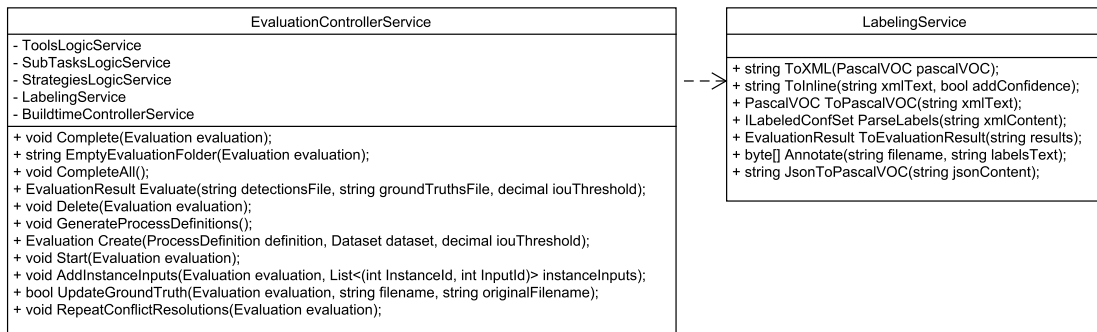 EvaluationControllerService
- ToolsLogicService
- SubTasksLogicService
- StrategiesLogicService
- LabelingService
- BuildtimeControllerService
+ void Complete(Evaluation evaluation);
+ string EmptyEvaluationFolder(Evaluation evaluation);
+ void CompleteAll();
+ EvaluationResult Evaluate(string detectionsFile, string groundTruthsFile, decimal iouThreshold);
+ void Delete(Evaluation evaluation);
+ void GenerateProcessDefinitions();
+ Evaluation Create(ProcessDefinition definition, Dataset dataset, decimal iouThreshold);
+ void Start(Evaluation evaluation);
+ void AddInstanceInputs(Evaluation evaluation, List<(int InstanceId, int InputId)> instanceInputs);
+ bool UpdateGroundTruth(Evaluation evaluation, string filename, string originalFilename);
+ void RepeatConflictResolutions(Evaluation evaluation);
LabelingService
+ string ToXML(PascalVOC pascalVOC);
+ string ToInline(string xmlText, bool addConfidence);
+ PascalVOC ToPascalVOC(string xmlText);
+ ILabeledConfSet ParseLabels(string xmlContent);
+ EvaluationResult ToEvaluationResult(string results);
+ byte[] Annotate(string filename, string labelsText);
+ string JsonToPascalVOC(string jsonContent);